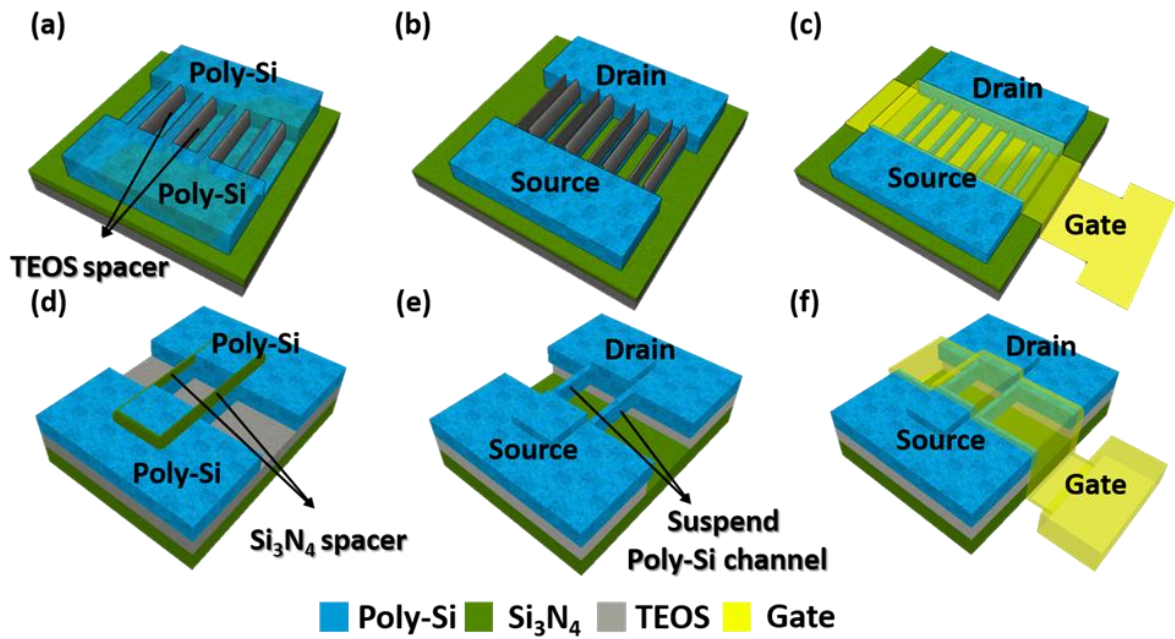 (a)
Poly-Si
Poly-Si
TEOS spacer
(b)
Drain
Source
(c)
Drain
Source
Gate
(d)
Poly-Si
Poly-Si
Si₃N₄ spacer
(e)
Drain
Source
Suspend
Poly-Si channel
(f)
Drain
Source
Gate
Poly-Si Si₃N₄ TEOS Gate